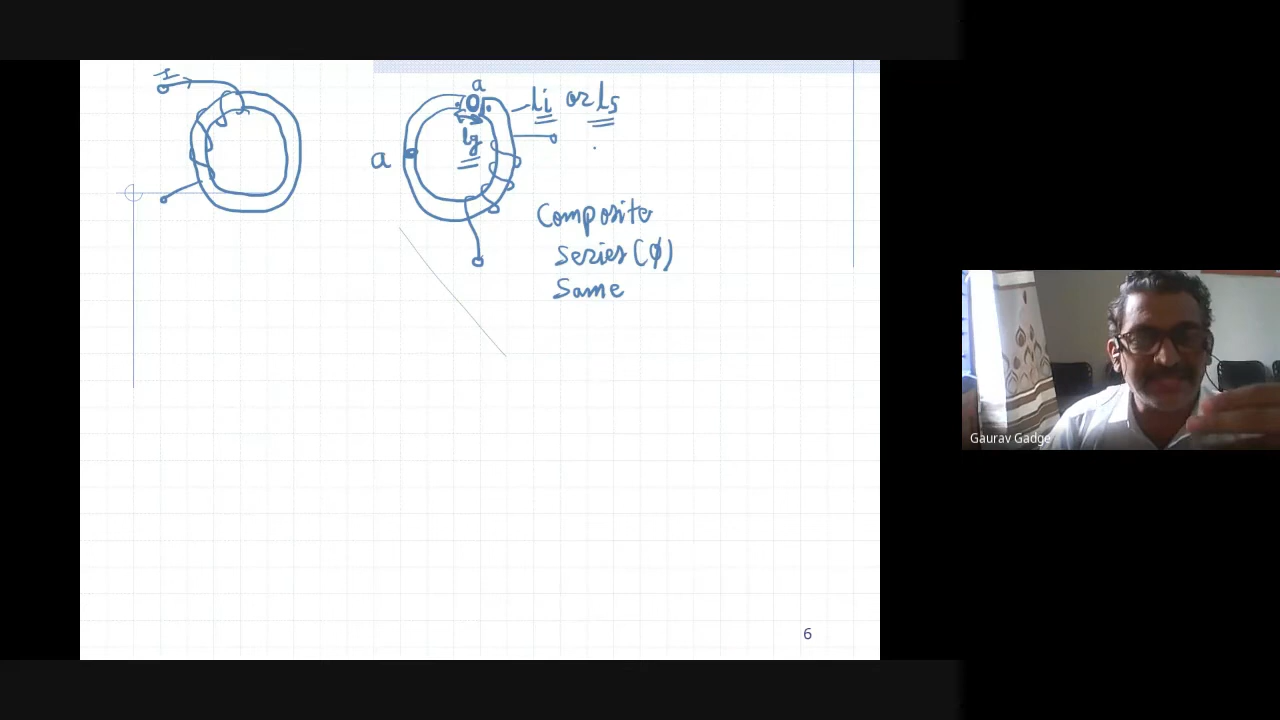 I
a
li or ls
lg
a
Composite
Series (φ)
Same
Gaurav Gadge
6